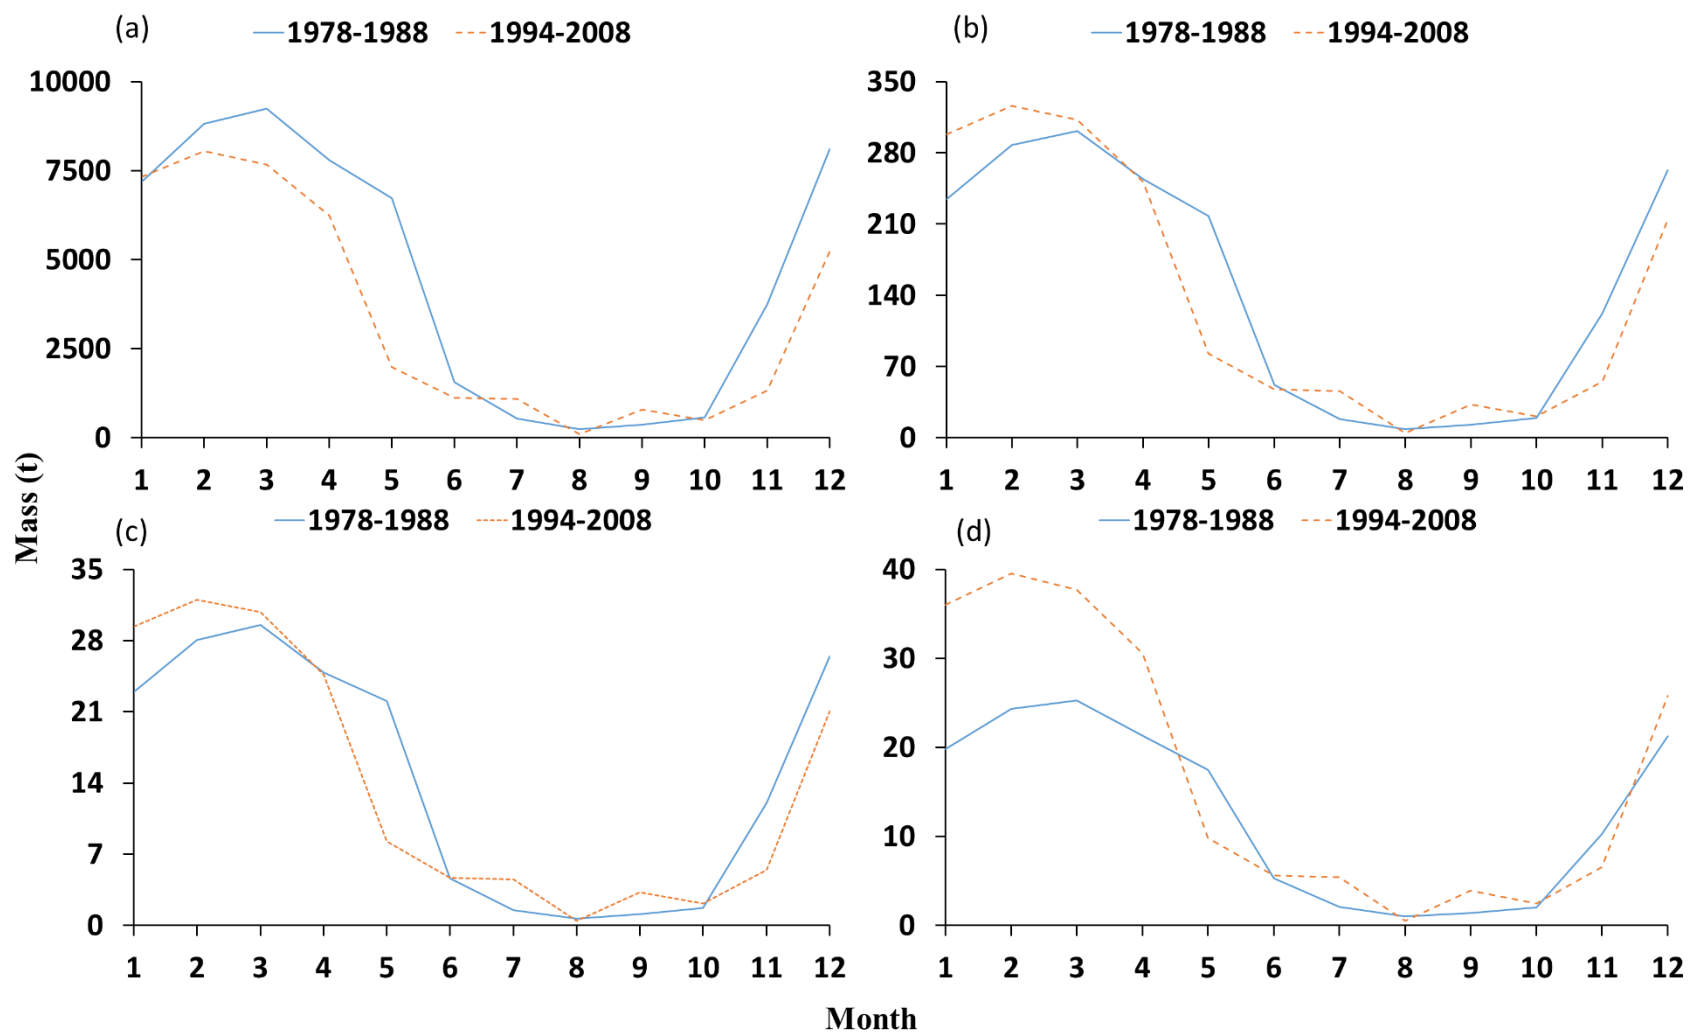 (a) 1978-1988 1994-2008
10000
7500
5000
2500
0
1 2 3 4 5 6 7 8 9 10 11 12
(b) 1978-1988 1994-2008
350
280
210
140
70
0
1 2 3 4 5 6 7 8 9 10 11 12
Mass (t)
(c) 1978-1988 1994-2008
35
28
21
14
7
0
1 2 3 4 5 6 7 8 9 10 11 12
(d) 1978-1988 1994-2008
40
30
20
10
0
1 2 3 4 5 6 7 8 9 10 11 12
Month